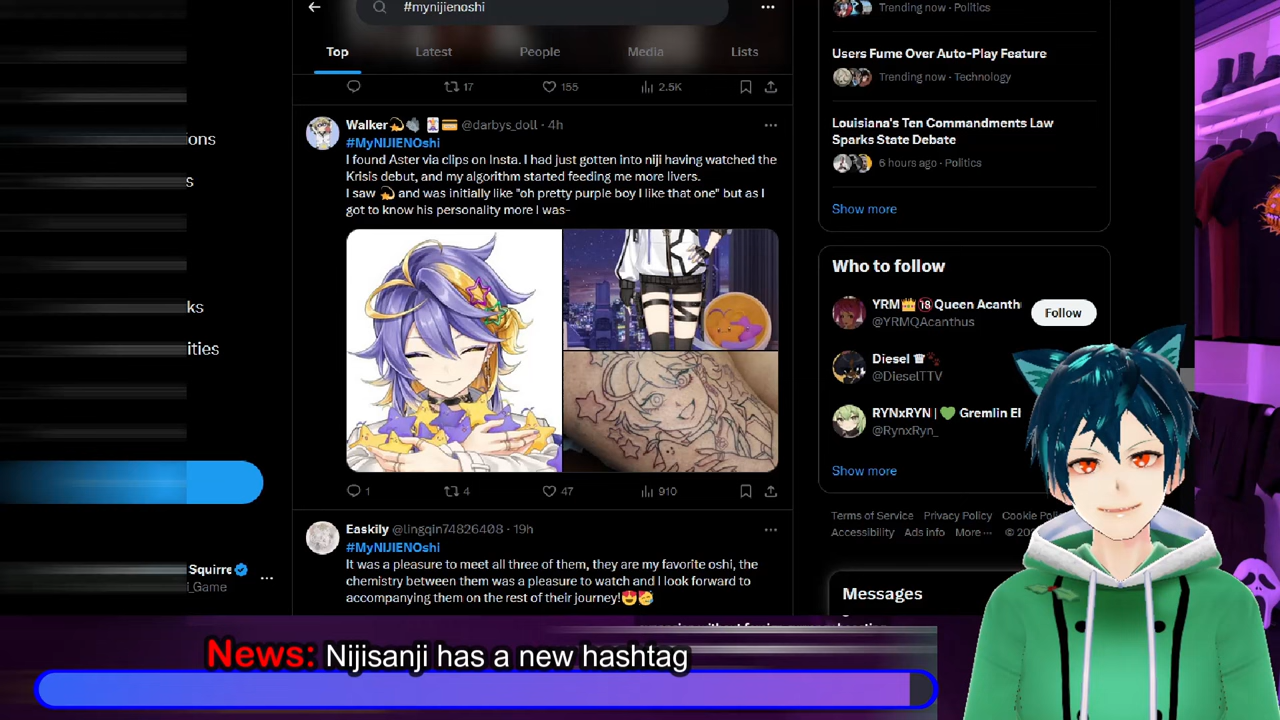 #mynijienoshi
Top
Latest
People
Media
Lists
17
155
2.5K
Walker
@darbys_doll · 4h
#MyNIJIENOshi
I found Aster via clips on Insta. I had just gotten into niji having watched the
Krisis debut, and my algorithm started feeding me more livers.
I saw 💫 and was initially like "oh pretty purple boy I like that one" but as I
got to know his personality more I was-
1
4
47
910
Easkily @lingqin74826408 · 19h
#MyNIJIENOshi
It was a pleasure to meet all three of them, they are my favorite oshi, the
chemistry between them was a pleasure to watch and I look forward to
accompanying them on the rest of their journey!😍🥳
ions
s
ks
ities
Squirre
i_Game
Trending now · Politics
Users Fume Over Auto-Play Feature
Trending now · Technology
Louisiana's Ten Commandments Law
Sparks State Debate
6 hours ago · Politics
Show more
Who to follow
YRM👑🔞Queen Acanth
@YRMQAcanthus
Follow
Diesel
@DieselTTV
RYNxRYN | 💚 Gremlin El
@RynxRyn_
Show more
Terms of Service Privacy Policy Cookie Poli
Accessibility Ads info More ··· © 20
Messages
News: Nijisanji has a new hashtag